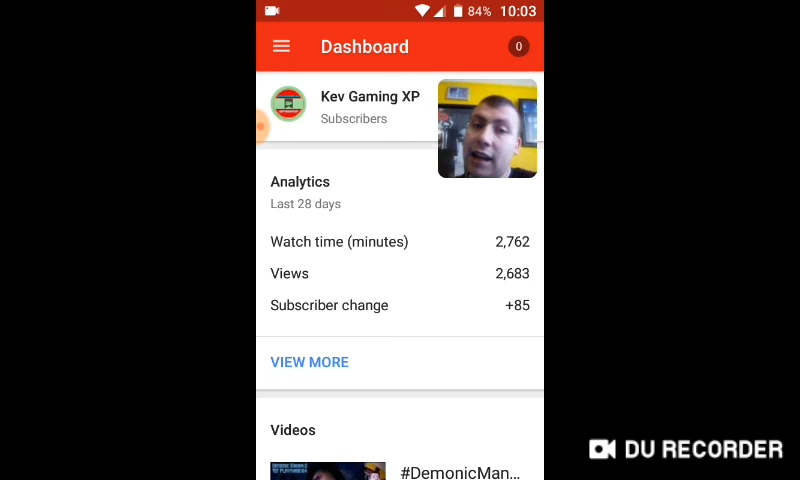 84% 10:03
Dashboard
0
Kev Gaming XP
Subscribers
Analytics
Last 28 days
Watch time (minutes) 2,762
Views 2,683
Subscriber change +85
VIEW MORE
Videos
#DemonicMan...
DU RECORDER